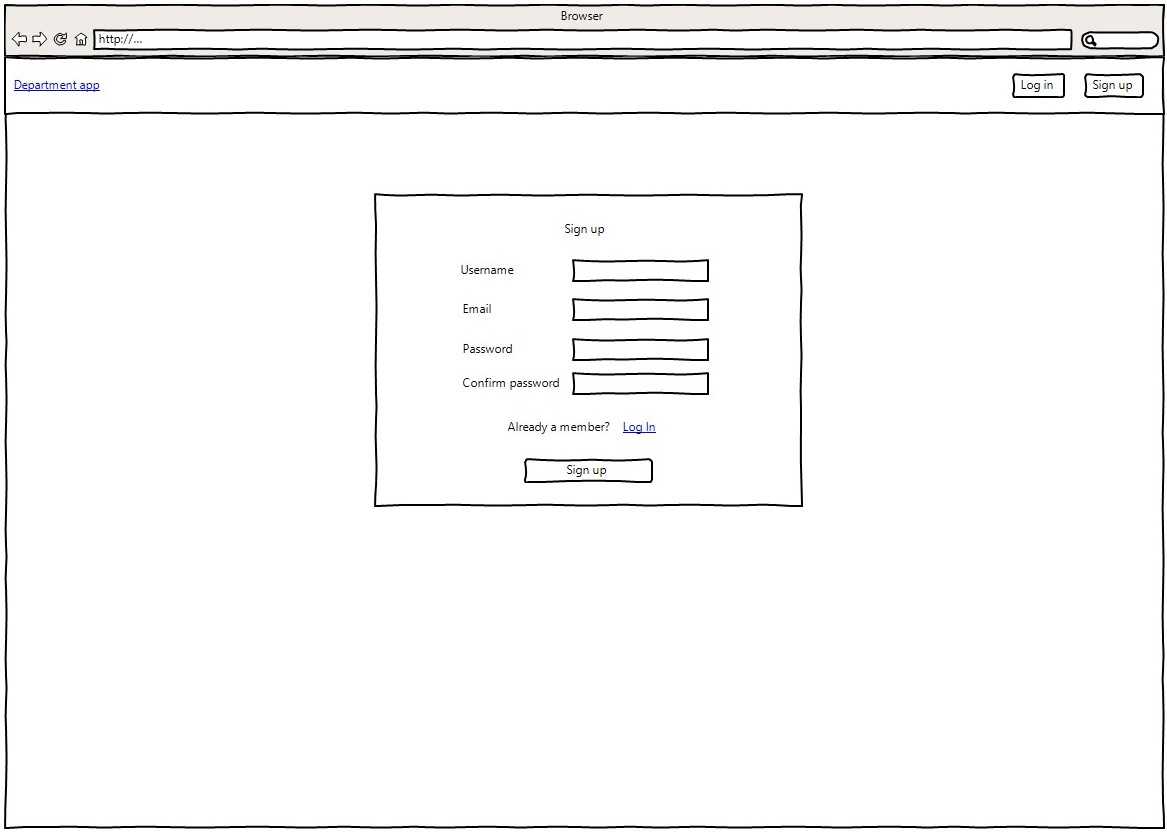 Browser
http://...
Department app
Log in
Sign up
Sign up
Username
Email
Password
Confirm password
Already a member? Log In
Sign up